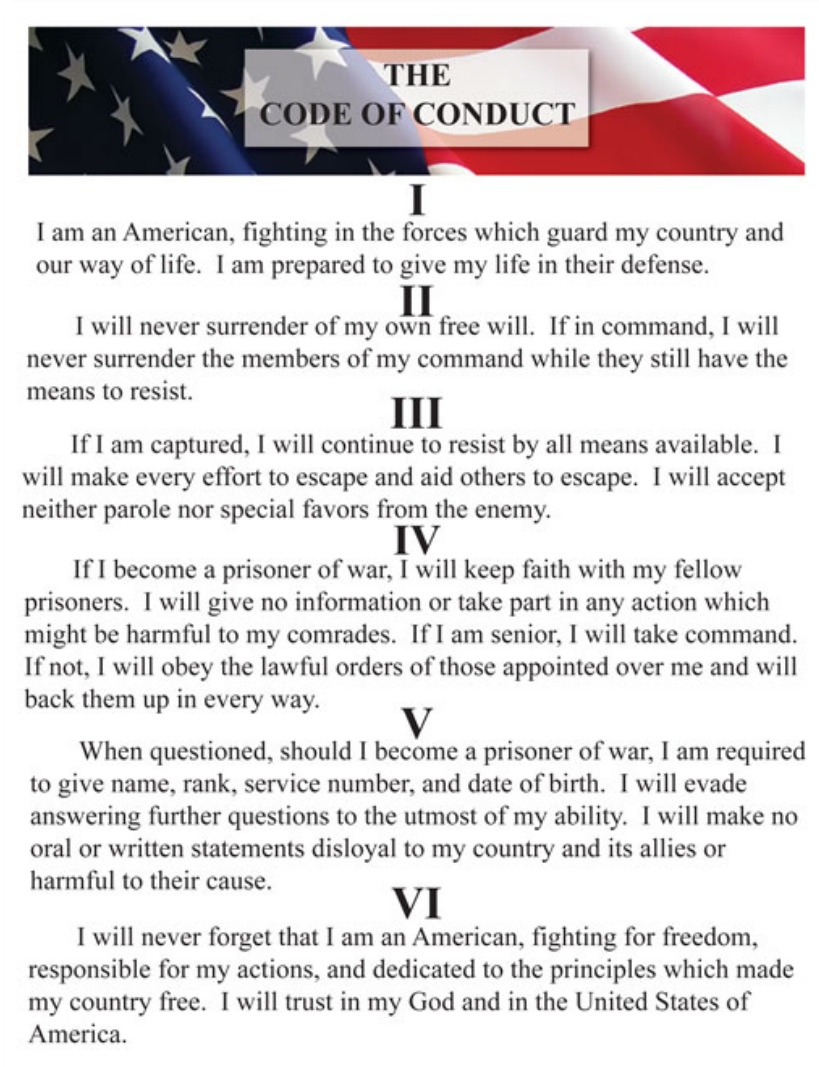 THE
CODE OF CONDUCT
I
I am an American, fighting in the forces which guard my country and
our way of life.  I am prepared to give my life in their defense.
II
I will never surrender of my own free will.  If in command, I will
never surrender the members of my command while they still have the
means to resist.
III
If I am captured, I will continue to resist by all means available.  I
will make every effort to escape and aid others to escape.  I will accept
neither parole nor special favors from the enemy.
IV
If I become a prisoner of war, I will keep faith with my fellow
prisoners.  I will give no information or take part in any action which
might be harmful to my comrades.  If I am senior, I will take command.
If not, I will obey the lawful orders of those appointed over me and will
back them up in every way.
V
When questioned, should I become a prisoner of war, I am required
to give name, rank, service number, and date of birth.  I will evade
answering further questions to the utmost of my ability.  I will make no
oral or written statements disloyal to my country and its allies or
harmful to their cause.
VI
I will never forget that I am an American, fighting for freedom,
responsible for my actions, and dedicated to the principles which made
my country free.  I will trust in my God and in the United States of
America.